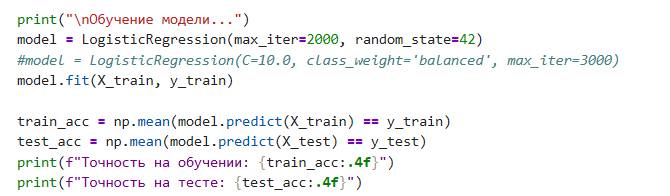 print("\nОбучение модели...")
model = LogisticRegression(max_iter=2000, random_state=42)
#model = LogisticRegression(C=10.0, class_weight='balanced', max_iter=3000)
model.fit(X_train, y_train)
train_acc = np.mean(model.predict(X_train) == y_train)
test_acc = np.mean(model.predict(X_test) == y_test)
print(f"Точность на обучении: {train_acc:.4f}")
print(f"Точность на тесте: {test_acc:.4f}")